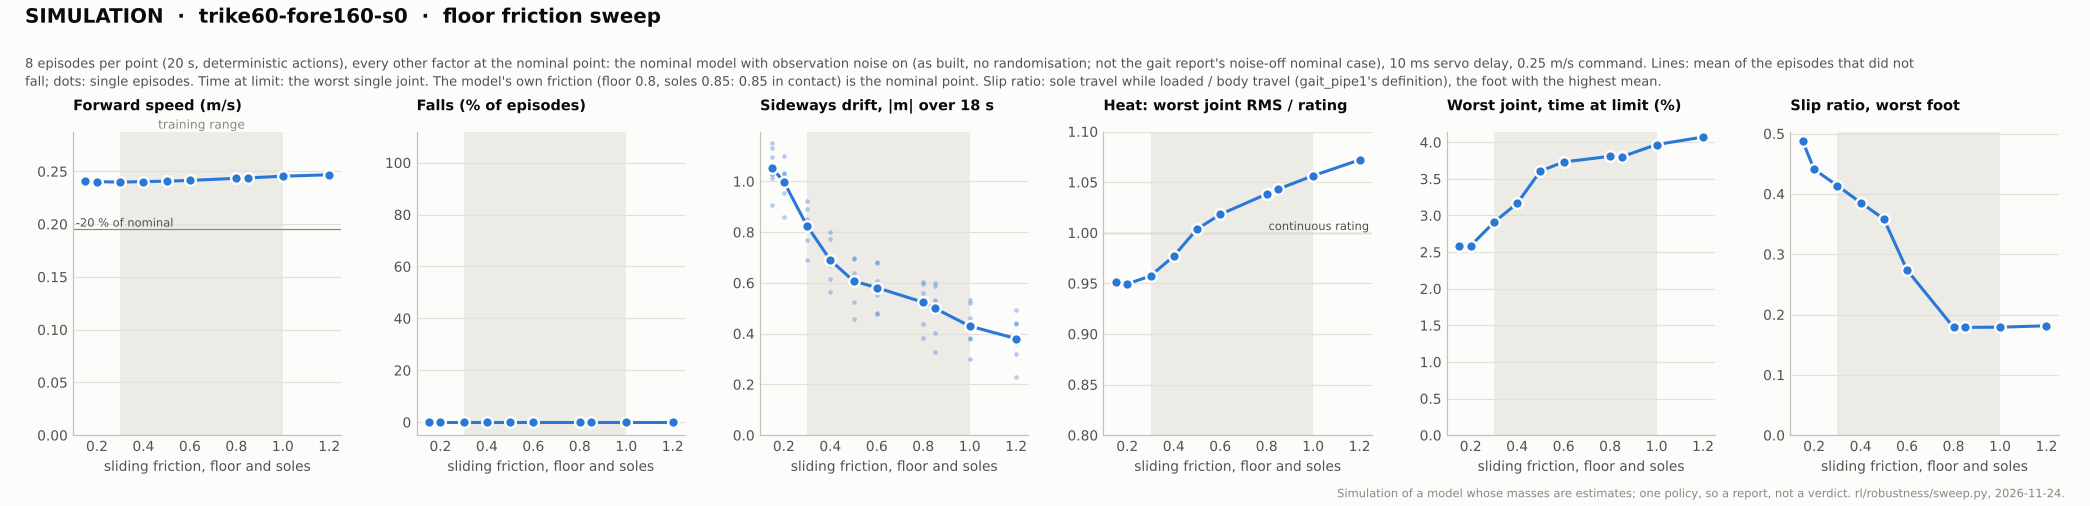 SIMULATION · trike60-fore160-s0 · floor friction sweep
8 episodes per point (20 s, deterministic actions), every other factor at the nominal point: the nominal model with observation noise on (as built, no randomisation; not the gait report's noise-off nominal case), 10 ms servo delay, 0.25 m/s command. Lines: mean of the episodes that did not
fall; dots: single episodes. Time at limit: the worst single joint. The model's own friction (floor 0.8, soles 0.85: 0.85 in contact) is the nominal point. Slip ratio: sole travel while loaded / body travel (gait_pipe1's definition), the foot with the highest mean.
Forward speed (m/s)
training range
0.25
0.20
0.15
0.10
0.05
0.00
-20 % of nominal
0.2 0.4 0.6 0.8 1.0 1.2
sliding friction, floor and soles
Falls (% of episodes)
100
80
60
40
20
0
0.2 0.4 0.6 0.8 1.0 1.2
sliding friction, floor and soles
Sideways drift, |m| over 18 s
1.0
0.8
0.6
0.4
0.2
0.0
0.2 0.4 0.6 0.8 1.0 1.2
sliding friction, floor and soles
Heat: worst joint RMS / rating
1.10
1.05
1.00
0.95
0.90
0.85
0.80
continuous rating
0.2 0.4 0.6 0.8 1.0 1.2
sliding friction, floor and soles
Worst joint, time at limit (%)
4.0
3.5
3.0
2.5
2.0
1.5
1.0
0.5
0.0
0.2 0.4 0.6 0.8 1.0 1.2
sliding friction, floor and soles
Slip ratio, worst foot
0.5
0.4
0.3
0.2
0.1
0.0
0.2 0.4 0.6 0.8 1.0 1.2
sliding friction, floor and soles
Simulation of a model whose masses are estimates; one policy, so a report, not a verdict. rl/robustness/sweep.py, 2026-11-24.